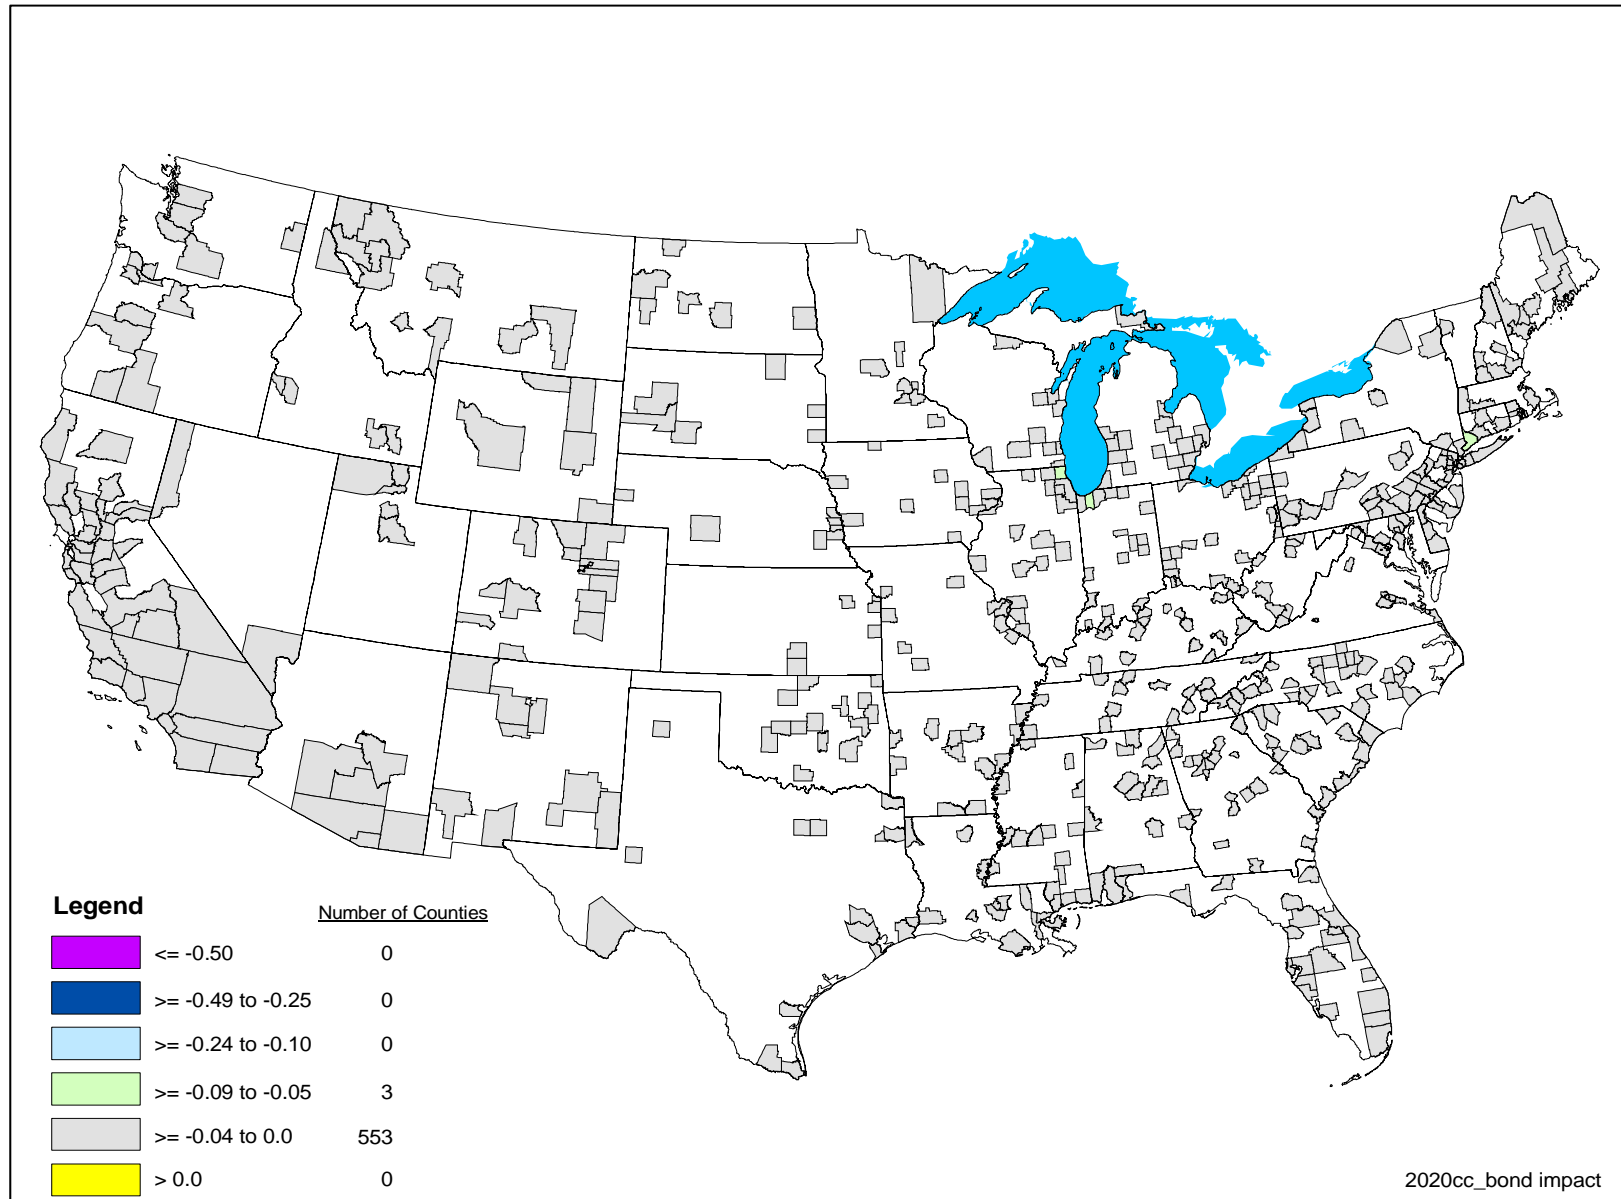 Legend
Number of Counties
<= -0.50 0
>= -0.49 to -0.25 0
>= -0.24 to -0.10 0
>= -0.09 to -0.05 3
>= -0.04 to 0.0 553
> 0.0 0
2020cc_bond impact